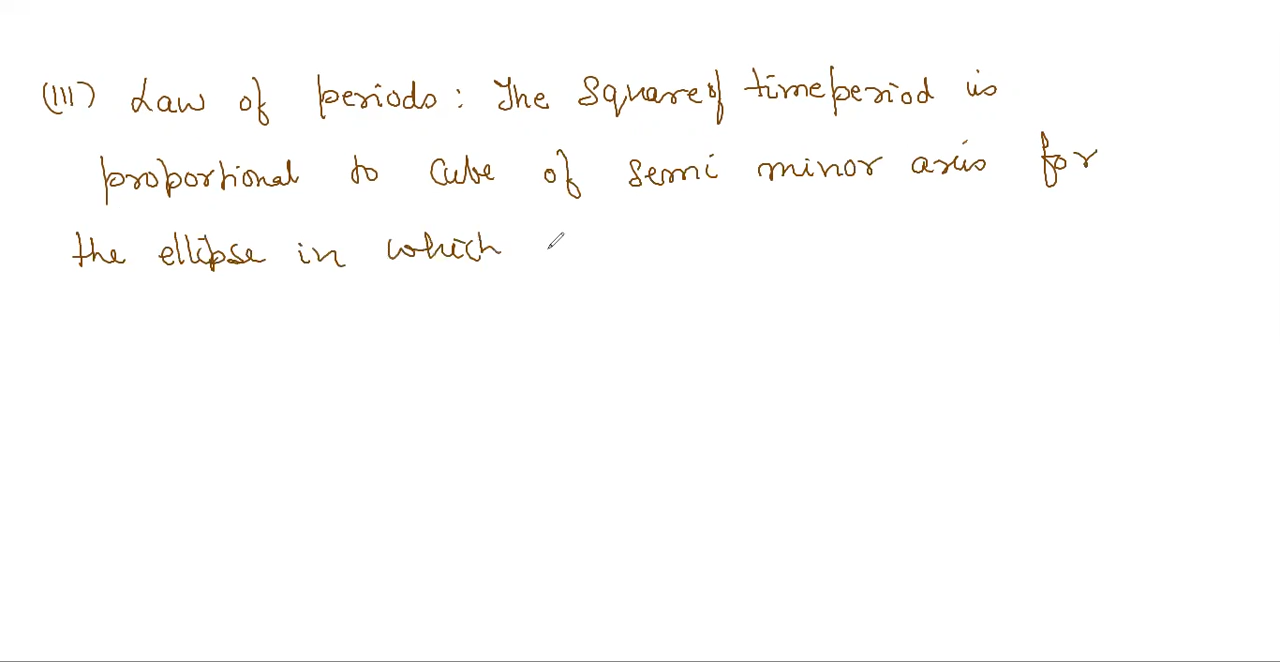 (III) Law of periods: The Square of timeperiod is
proportional to Cube of semi minor axis for
the ellipse in which